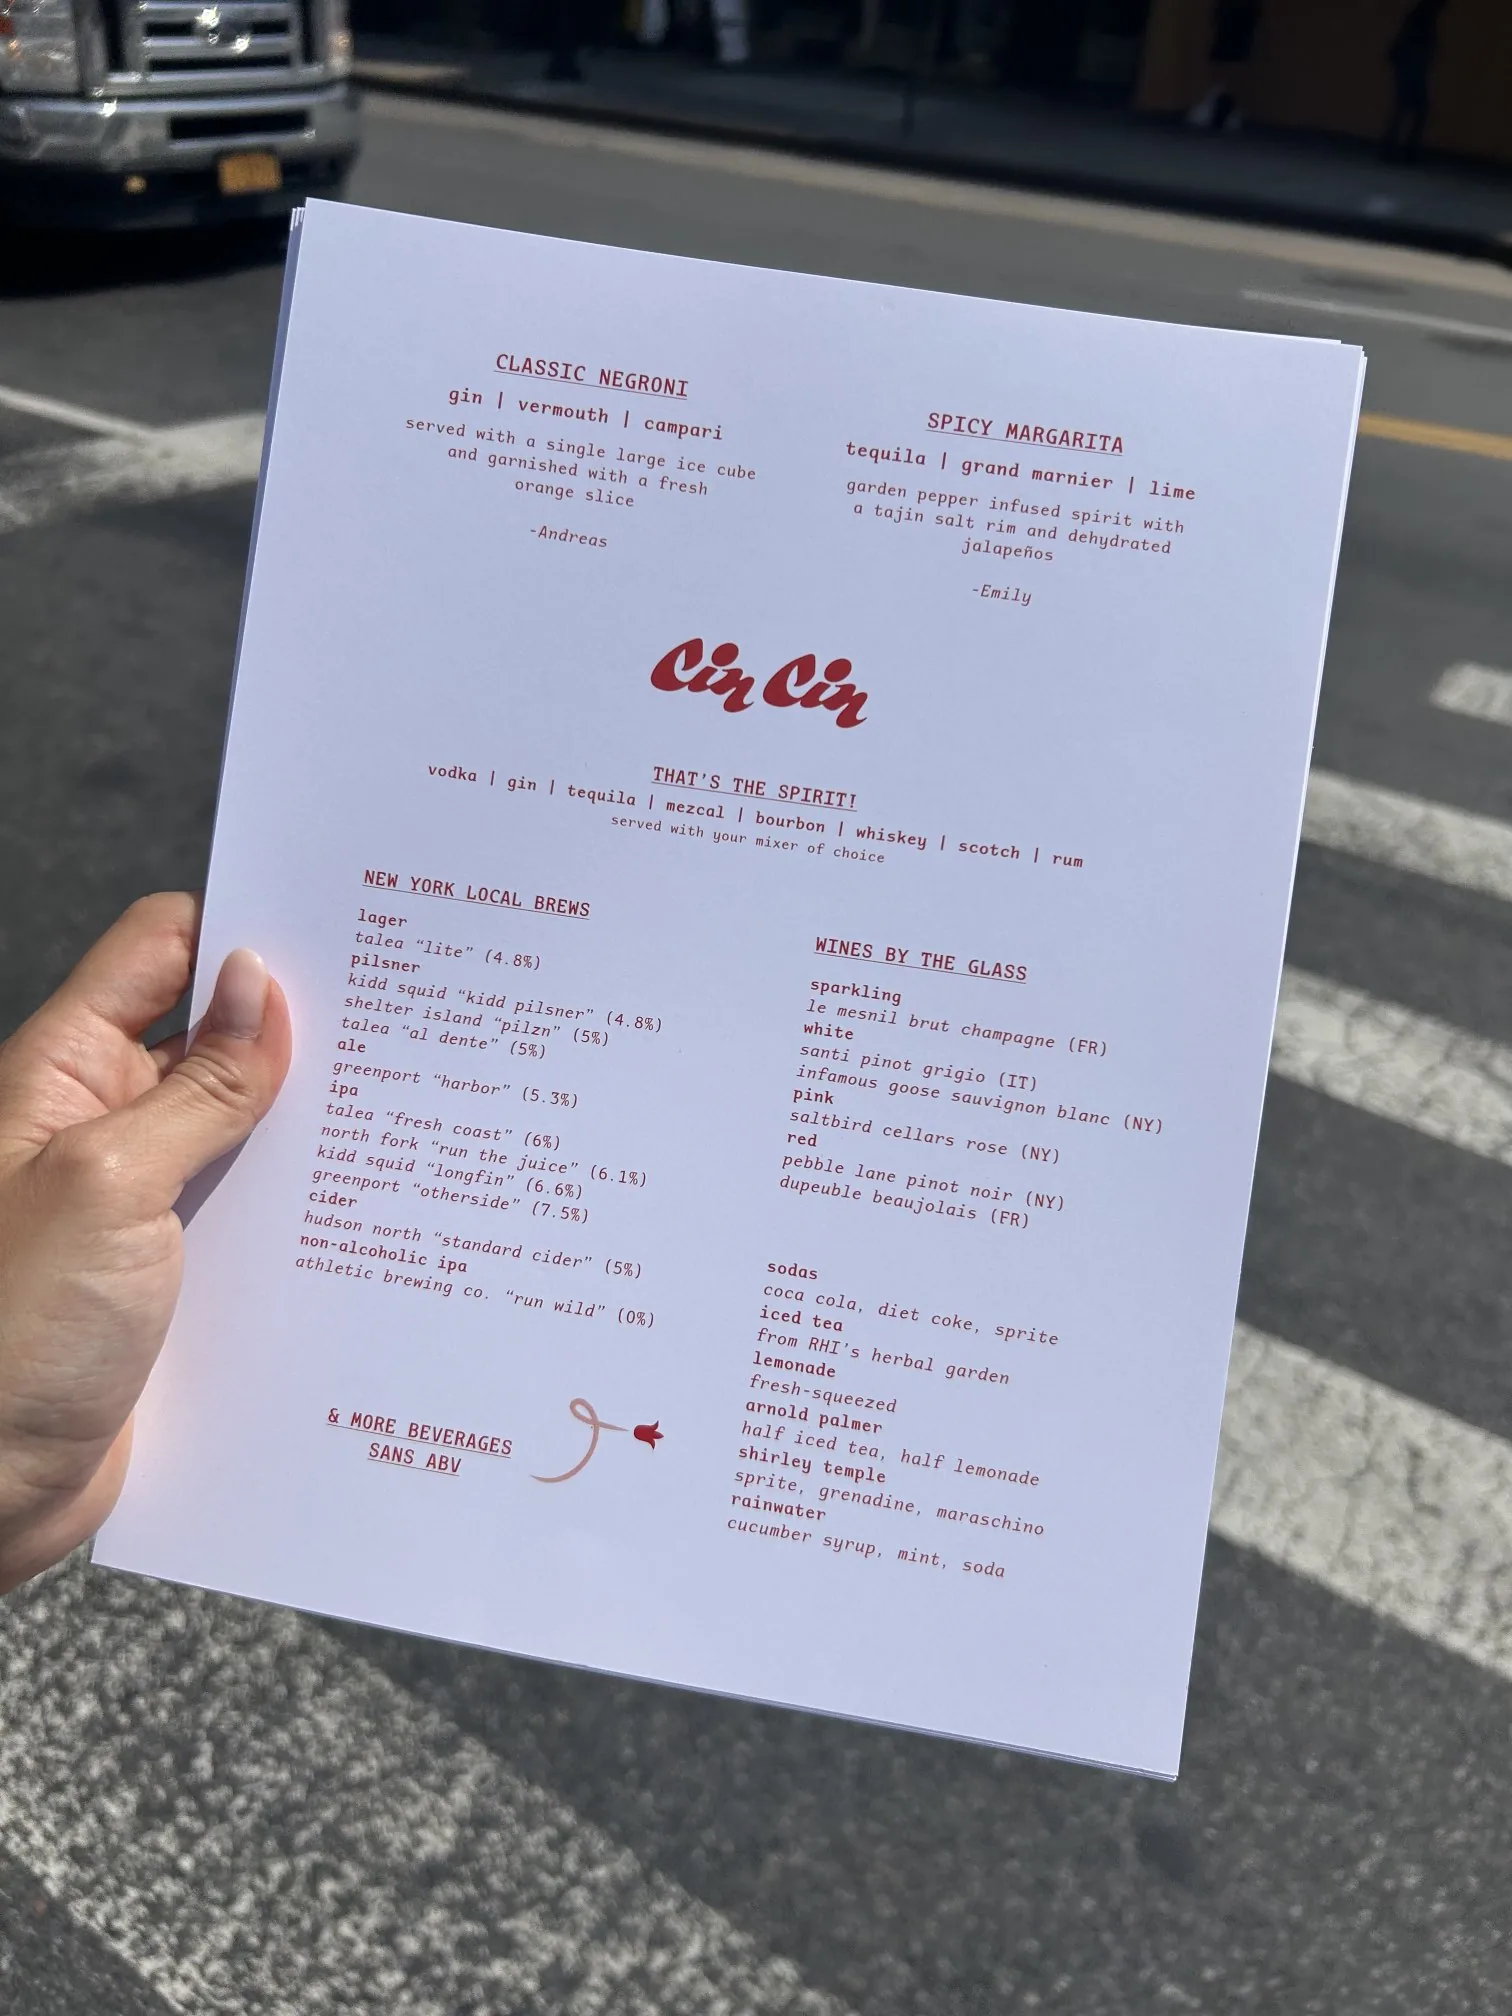 CLASSIC NEGRONI
gin | vermouth | campari
served with a single large ice cube
and garnished with a fresh
orange slice
-Andreas
SPICY MARGARITA
tequila | grand marnier | lime
garden pepper infused spirit with
a tajin salt rim and dehydrated
jalapeños
-Emily
Cin Cin
THAT'S THE SPIRIT!
vodka | gin | tequila | mezcal | bourbon | whiskey | scotch | rum
served with your mixer of choice
NEW YORK LOCAL BREWS
lager
talea “lite” (4.8%)
pilsner
kidd squid “kidd pilsner” (4.8%)
shelter island “pilzn” (5%)
talea “al dente” (5%)
ale
greenport “harbor” (5.3%)
ipa
talea “fresh coast” (6%)
north fork “run the juice” (6.1%)
kidd squid “longfin” (6.6%)
greenport “otherside” (7.5%)
cider
hudson north “standard cider” (5%)
non-alcoholic ipa
athletic brewing co. “run wild” (0%)
WINES BY THE GLASS
sparkling
le mesnil brut champagne (FR)
white
santi pinot grigio (IT)
infamous goose sauvignon blanc (NY)
pink
saltbird cellars rose (NY)
red
pebble lane pinot noir (NY)
dupeuble beaujolais (FR)
& MORE BEVERAGES
SANS ABV
sodas
coca cola, diet coke, sprite
iced tea
from RHI's herbal garden
lemonade
fresh-squeezed
arnold palmer
half iced tea, half lemonade
shirley temple
sprite, grenadine, maraschino
rainwater
cucumber syrup, mint, soda